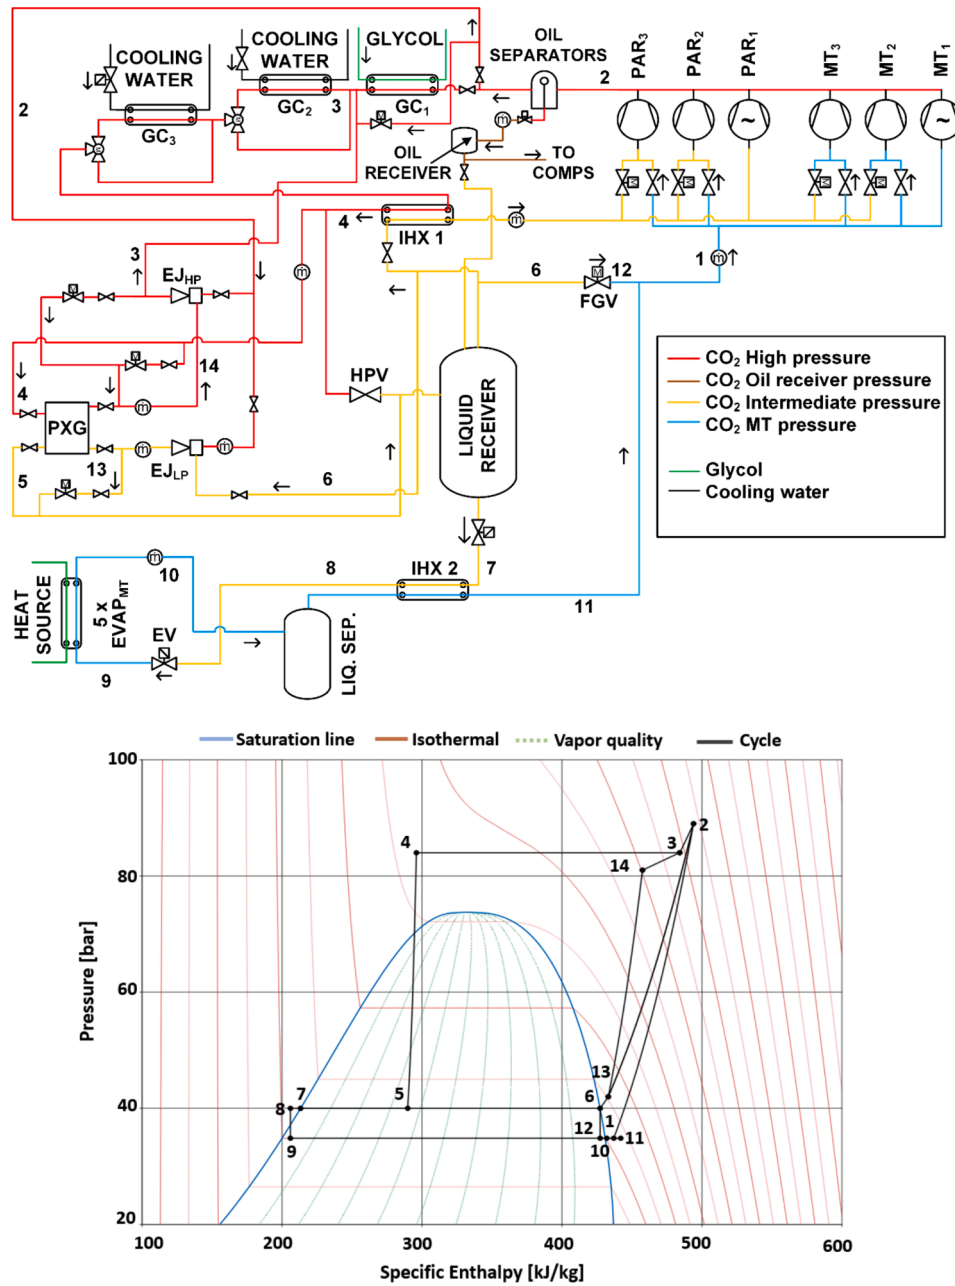 COOLING
WATER
COOLING
WATER
GLYCOL
OIL
SEPARATORS
PAR3
PAR2
PAR1
MT3
MT2
MT1
2
2
3
GC3
GC2
GC1
OIL
RECEIVER
TO
COMPS
4
IHX 1
1
3
EJHP
6
12
FGV
M
14
HPV
4
PXG
5
13
EJLP
6
LIQUID
RECEIVER
CO2 High pressure
CO2 Oil receiver pressure
CO2 Intermediate pressure
CO2 MT pressure
Glycol
Cooling water
HEAT
SOURCE
5 x
EVAPMT
10
8
IHX 2
7
11
EV
9
LIQ. SEP.
Saturation line
Isothermal
Vapor quality
Cycle
100
80
60
40
20
Pressure [bar]
4
3
2
14
13
8
7
5
6
12
1
9
10
11
100
200
300
400
500
600
Specific Enthalpy [kJ/kg]